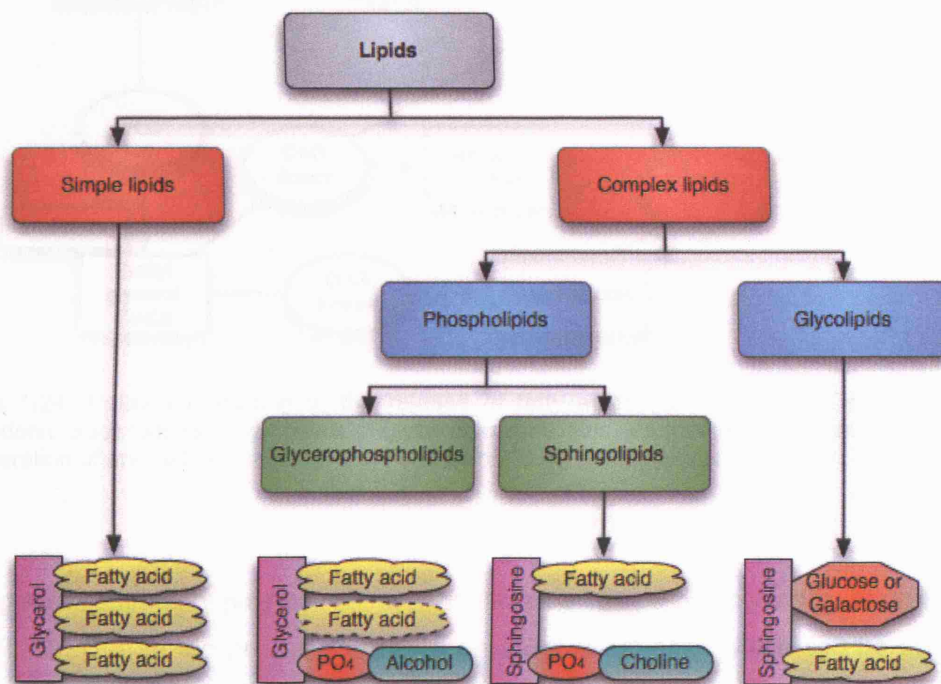 Lipids
Simple lipids
Complex lipids
Phospholipids
Glycolipids
Glycerophospholipids
Sphingolipids
Glycerol
Fatty acid
Fatty acid
Fatty acid
Glycerol
Fatty acid
Fatty acid
PO4
Alcohol
Sphingosine
Fatty acid
PO4
Choline
Sphingosine
Glucose or
Galactose
Fatty acid